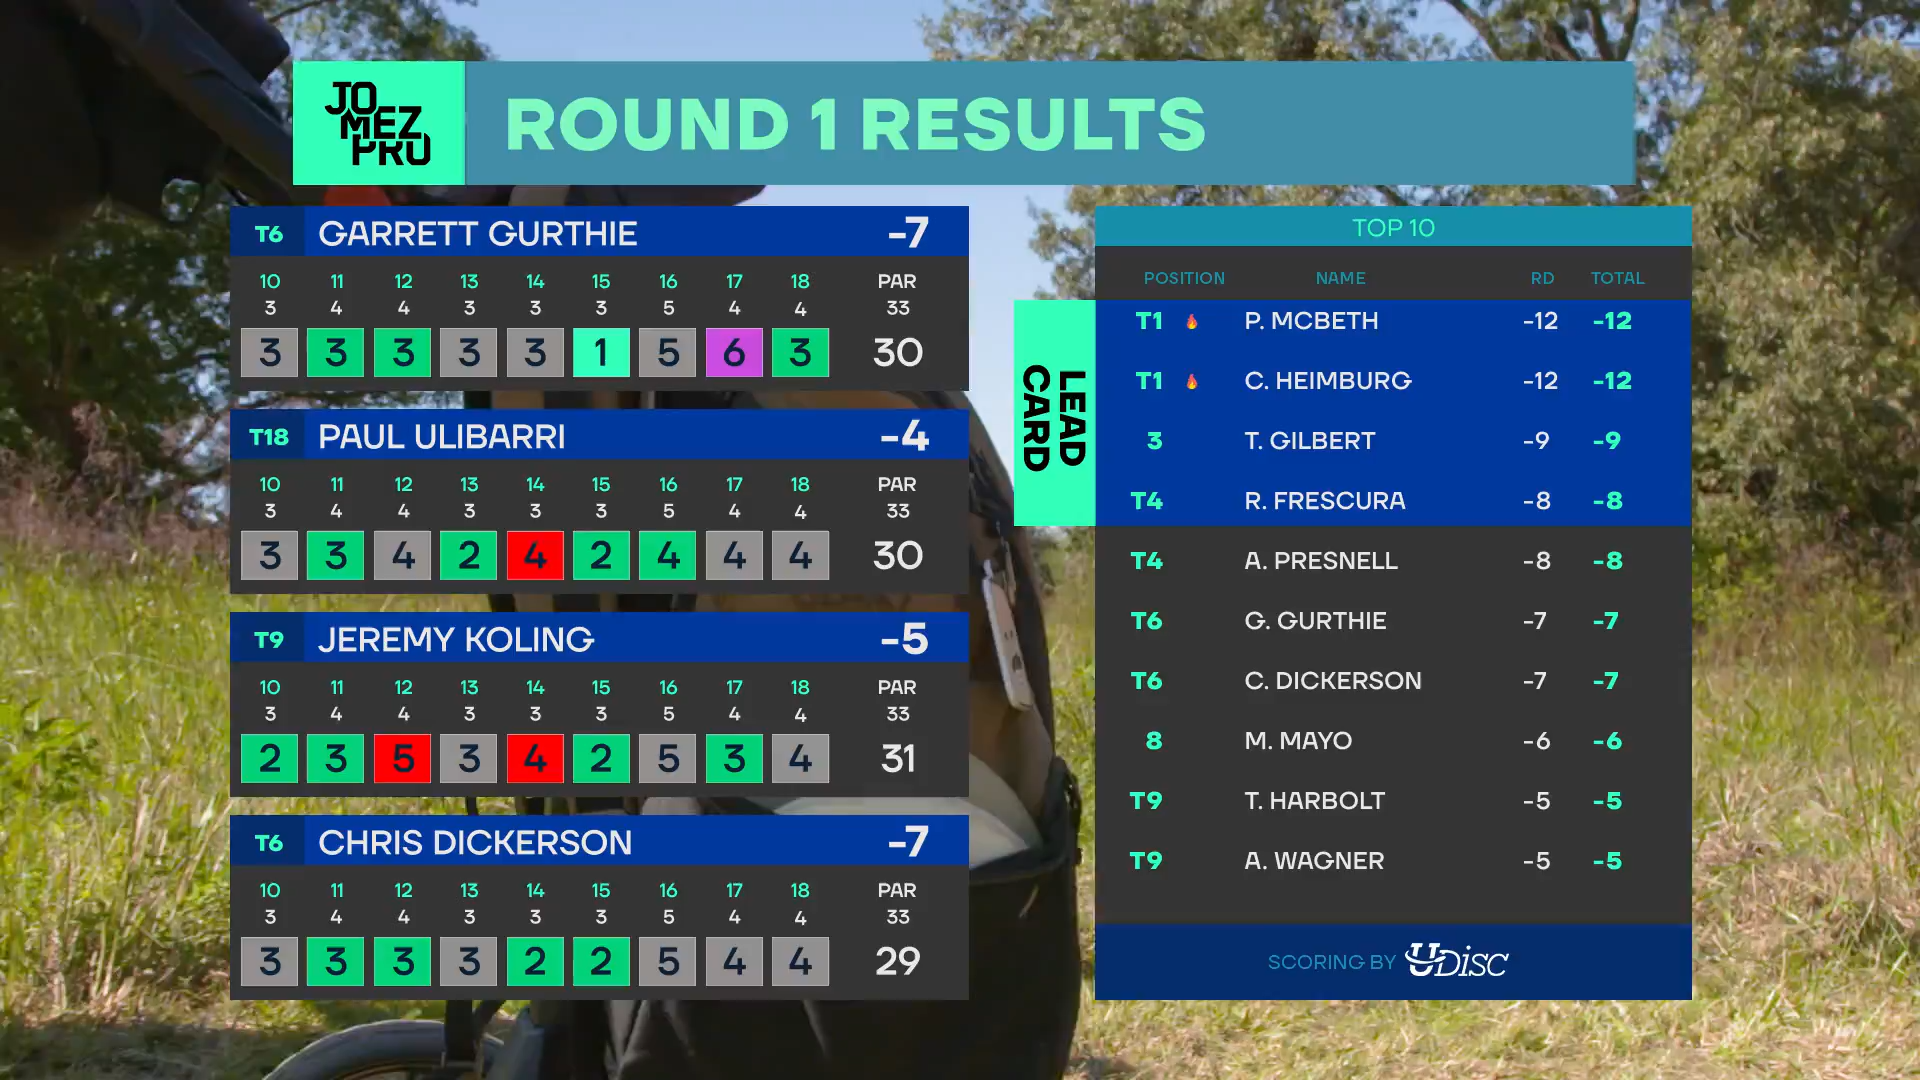 JO
MEZ
PRO
ROUND 1 RESULTS
T6 GARRETT GURTHIE -7
10 11 12 13 14 15 16 17 18 PAR
3 4 4 3 3 3 5 4 4 33
3 3 3 3 3 1 5 6 3 30
T18 PAUL ULIBARRI -4
10 11 12 13 14 15 16 17 18 PAR
3 4 4 3 3 3 5 4 4 33
3 3 4 2 4 2 4 4 4 30
T9 JEREMY KOLING -5
10 11 12 13 14 15 16 17 18 PAR
3 4 4 3 3 3 5 4 4 33
2 3 5 3 4 2 5 3 4 31
T6 CHRIS DICKERSON -7
10 11 12 13 14 15 16 17 18 PAR
3 4 4 3 3 3 5 4 4 33
3 3 3 3 2 2 5 4 4 29
TOP 10
POSITION NAME RD TOTAL
LEAD
CARD
T1 P. MCBETH -12 -12
T1 C. HEIMBURG -12 -12
3 T. GILBERT -9 -9
T4 R. FRESCURA -8 -8
T4 A. PRESNELL -8 -8
T6 G. GURTHIE -7 -7
T6 C. DICKERSON -7 -7
8 M. MAYO -6 -6
T9 T. HARBOLT -5 -5
T9 A. WAGNER -5 -5
SCORING BY UDisc